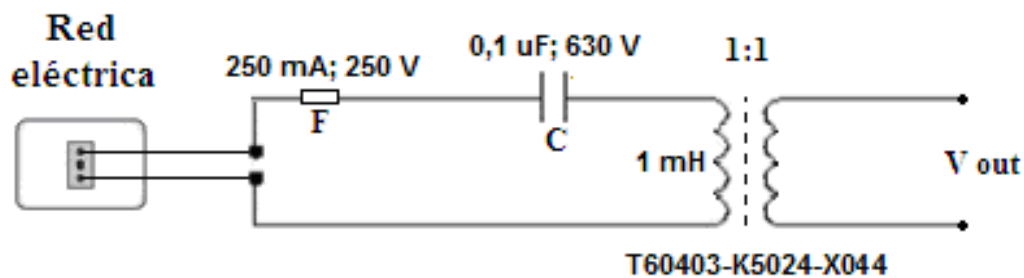 Red
eléctrica
250 mA; 250 V
F
0,1 uF; 630 V
C
1:1
1 mH
V out
T60403-K5024-X044